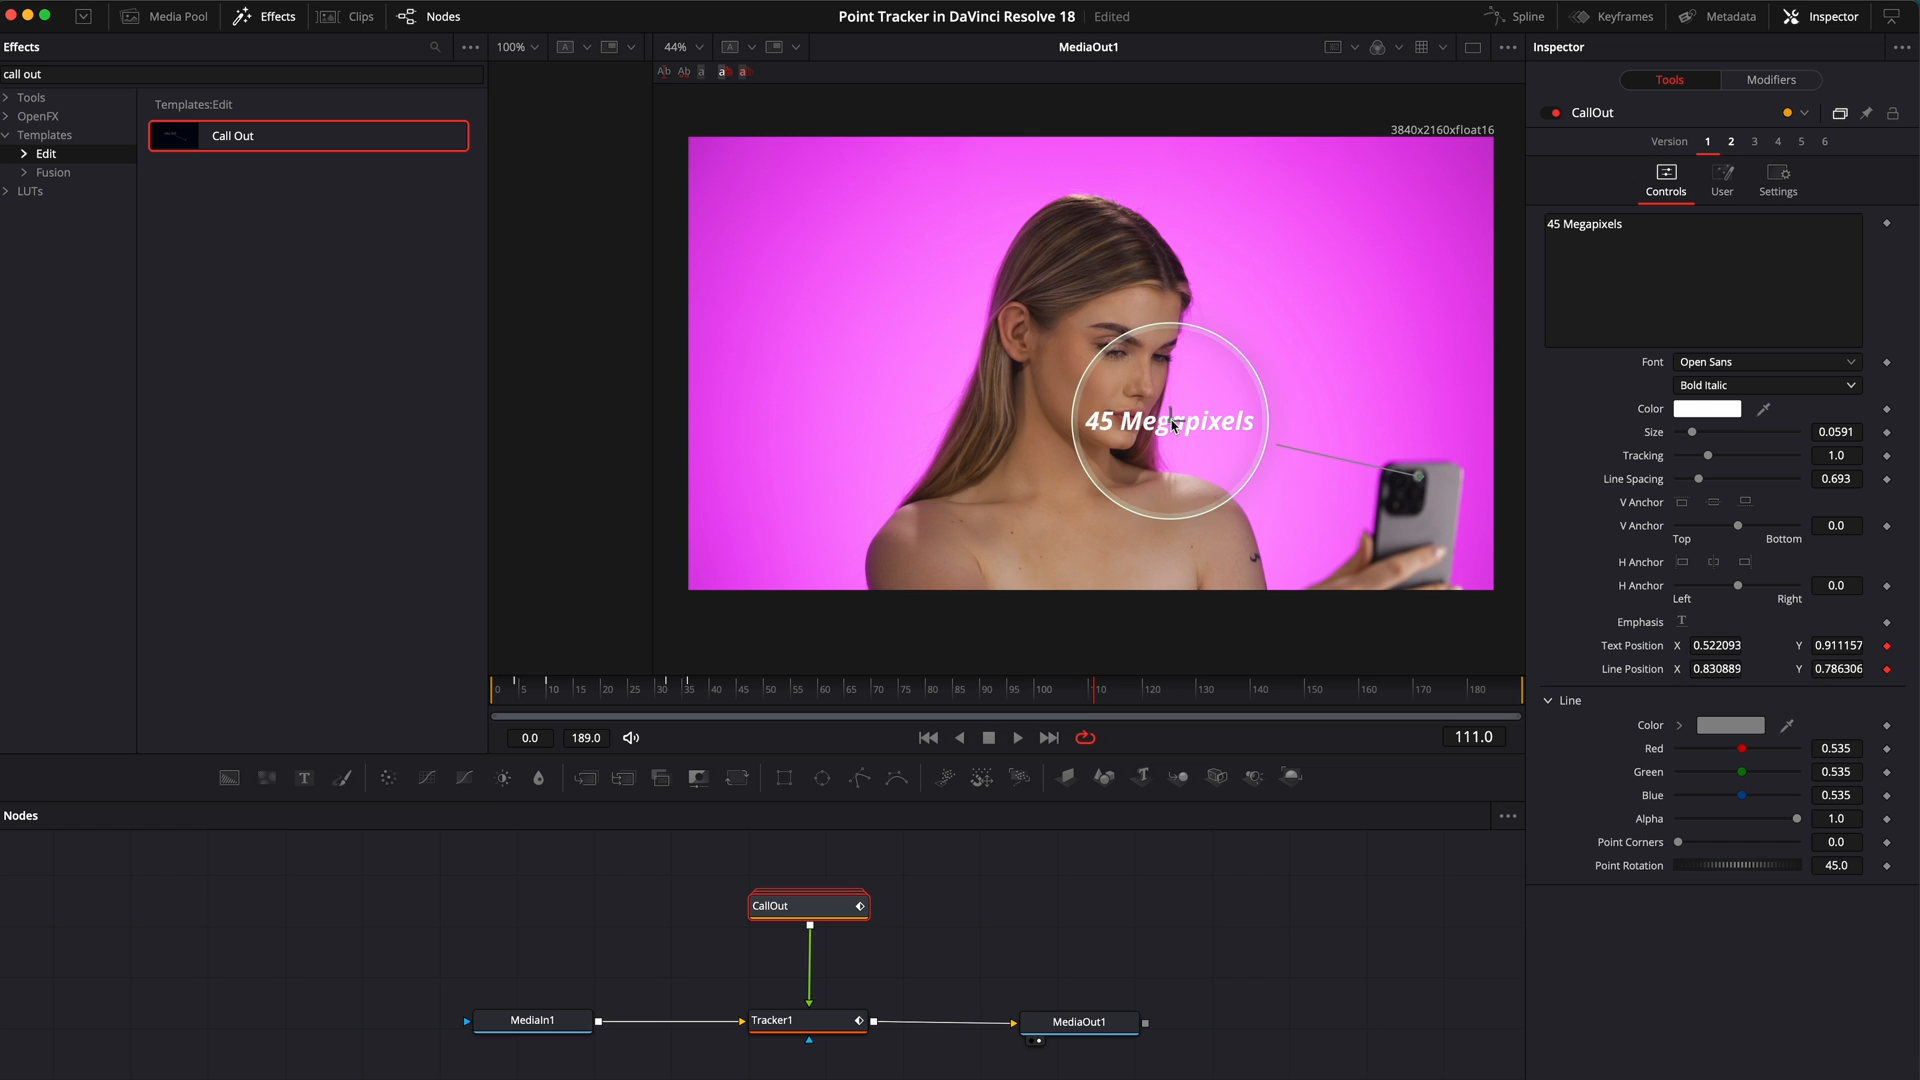 Media Pool Effects Clips Nodes Point Tracker in DaVinci Resolve 18 Edited Spline Keyframes Metadata Inspector
Effects 100% A 44% A MediaOut1 Inspector
call out
Tools
OpenFX
Templates
Edit
Fusion
LUTs
Templates:Edit
Call Out
3840x2160xfloat16
45 Megapixels
0 5 10 15 20 25 30 35 40 45 50 55 60 65 70 75 80 85 90 95 100 110 120 130 140 150 160 170 180
0.0 189.0 111.0
Nodes
CallOut
MediaIn1 Tracker1 MediaOut1
Tools Modifiers
CallOut
Version 1 2 3 4 5 6
Controls User Settings
45 Megapixels
Font Open Sans
Bold Italic
Color
Size 0.0591
Tracking 1.0
Line Spacing 0.693
V Anchor
V Anchor 0.0
Top Bottom
H Anchor
H Anchor 0.0
Left Right
Emphasis T
Text Position X 0.522093 Y 0.911157
Line Position X 0.830889 Y 0.786306
Line
Color
Red 0.535
Green 0.535
Blue 0.535
Alpha 1.0
Point Corners 0.0
Point Rotation 45.0